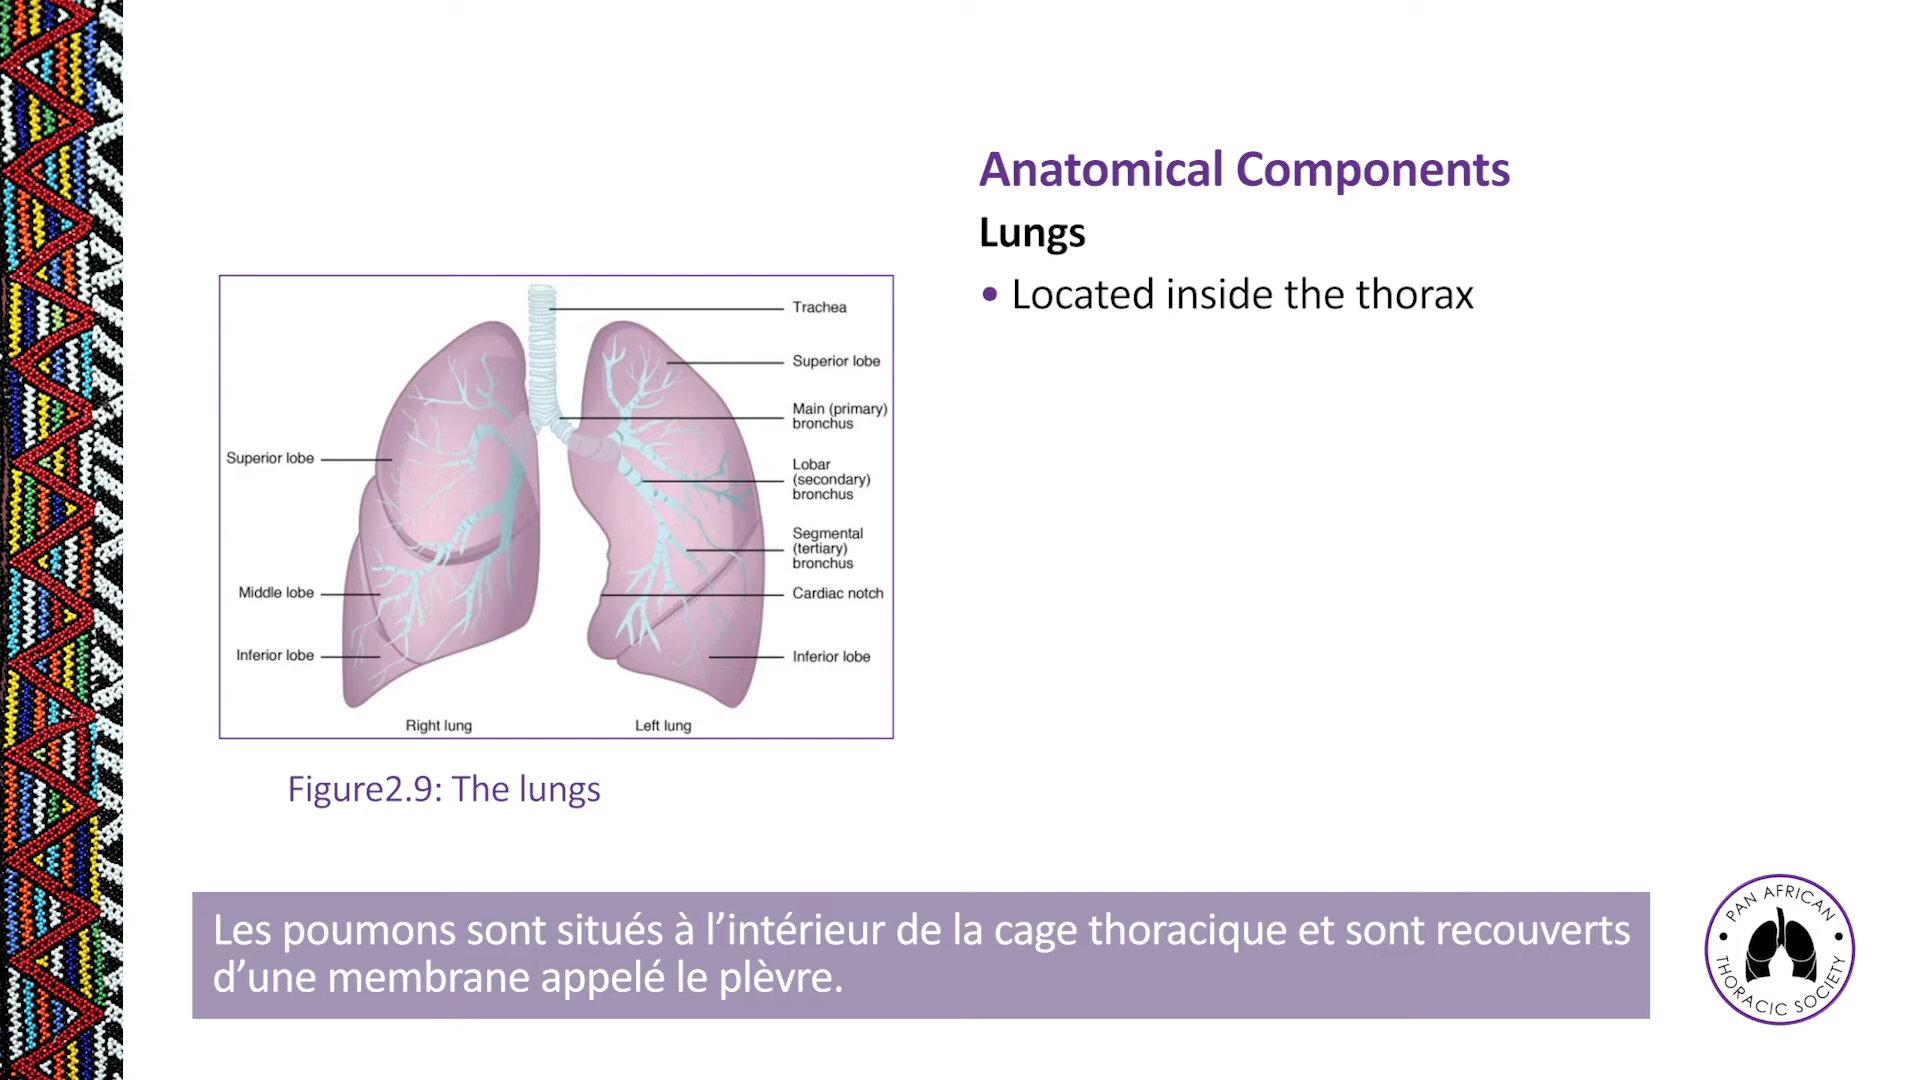 Anatomical Components
Lungs
• Located inside the thorax
Trachea
Superior lobe
Main (primary)
bronchus
Lobar
(secondary)
bronchus
Segmental
(tertiary)
bronchus
Cardiac notch
Inferior lobe
Superior lobe
Middle lobe
Inferior lobe
Right lung
Left lung
Figure2.9: The lungs
Les poumons sont situés à l’intérieur de la cage thoracique et sont recouverts
d’une membrane appelé le plèvre.
PAN AFRICAN
THORACIC SOCIETY